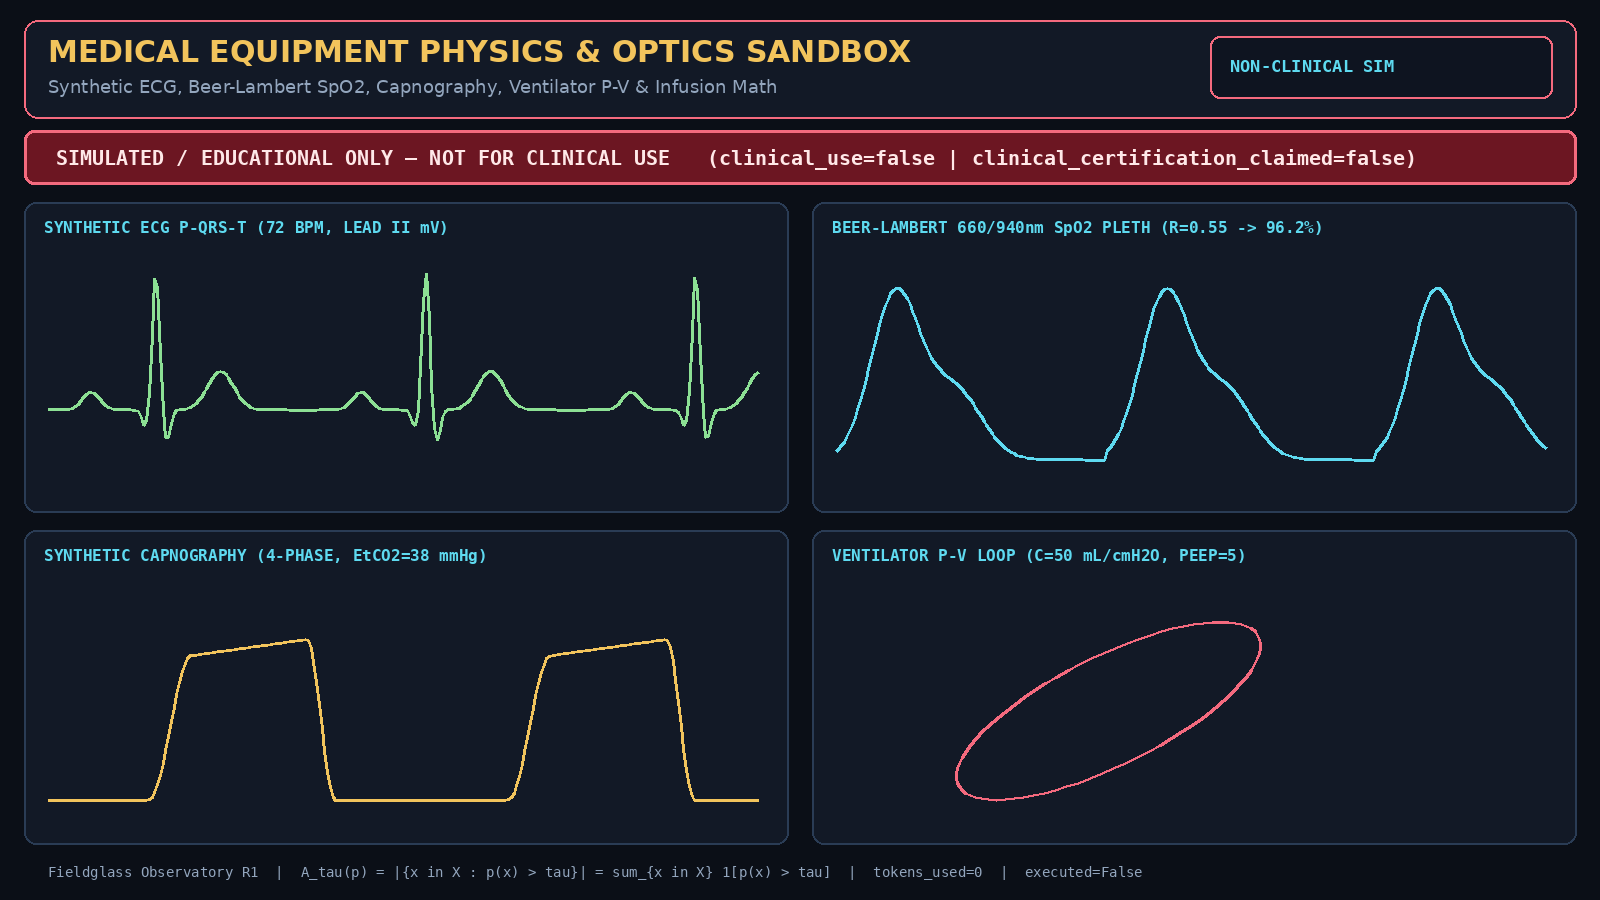 MEDICAL EQUIPMENT PHYSICS & OPTICS SANDBOX
Synthetic ECG, Beer-Lambert SpO2, Capnography, Ventilator P-V & Infusion Math
NON-CLINICAL SIM
SIMULATED / EDUCATIONAL ONLY — NOT FOR CLINICAL USE (clinical_use=false | clinical_certification_claimed=false)
SYNTHETIC ECG P-QRS-T (72 BPM, LEAD II mV)
BEER-LAMBERT 660/940nm SpO2 PLETH (R=0.55 -> 96.2%)
SYNTHETIC CAPNOGRAPHY (4-PHASE, EtCO2=38 mmHg)
VENTILATOR P-V LOOP (C=50 mL/cmH2O, PEEP=5)
Fieldglass Observatory R1 | A_tau(p) = |{x in X : p(x) > tau}| = sum_{x in X} 1[p(x) > tau] | tokens_used=0 | executed=False